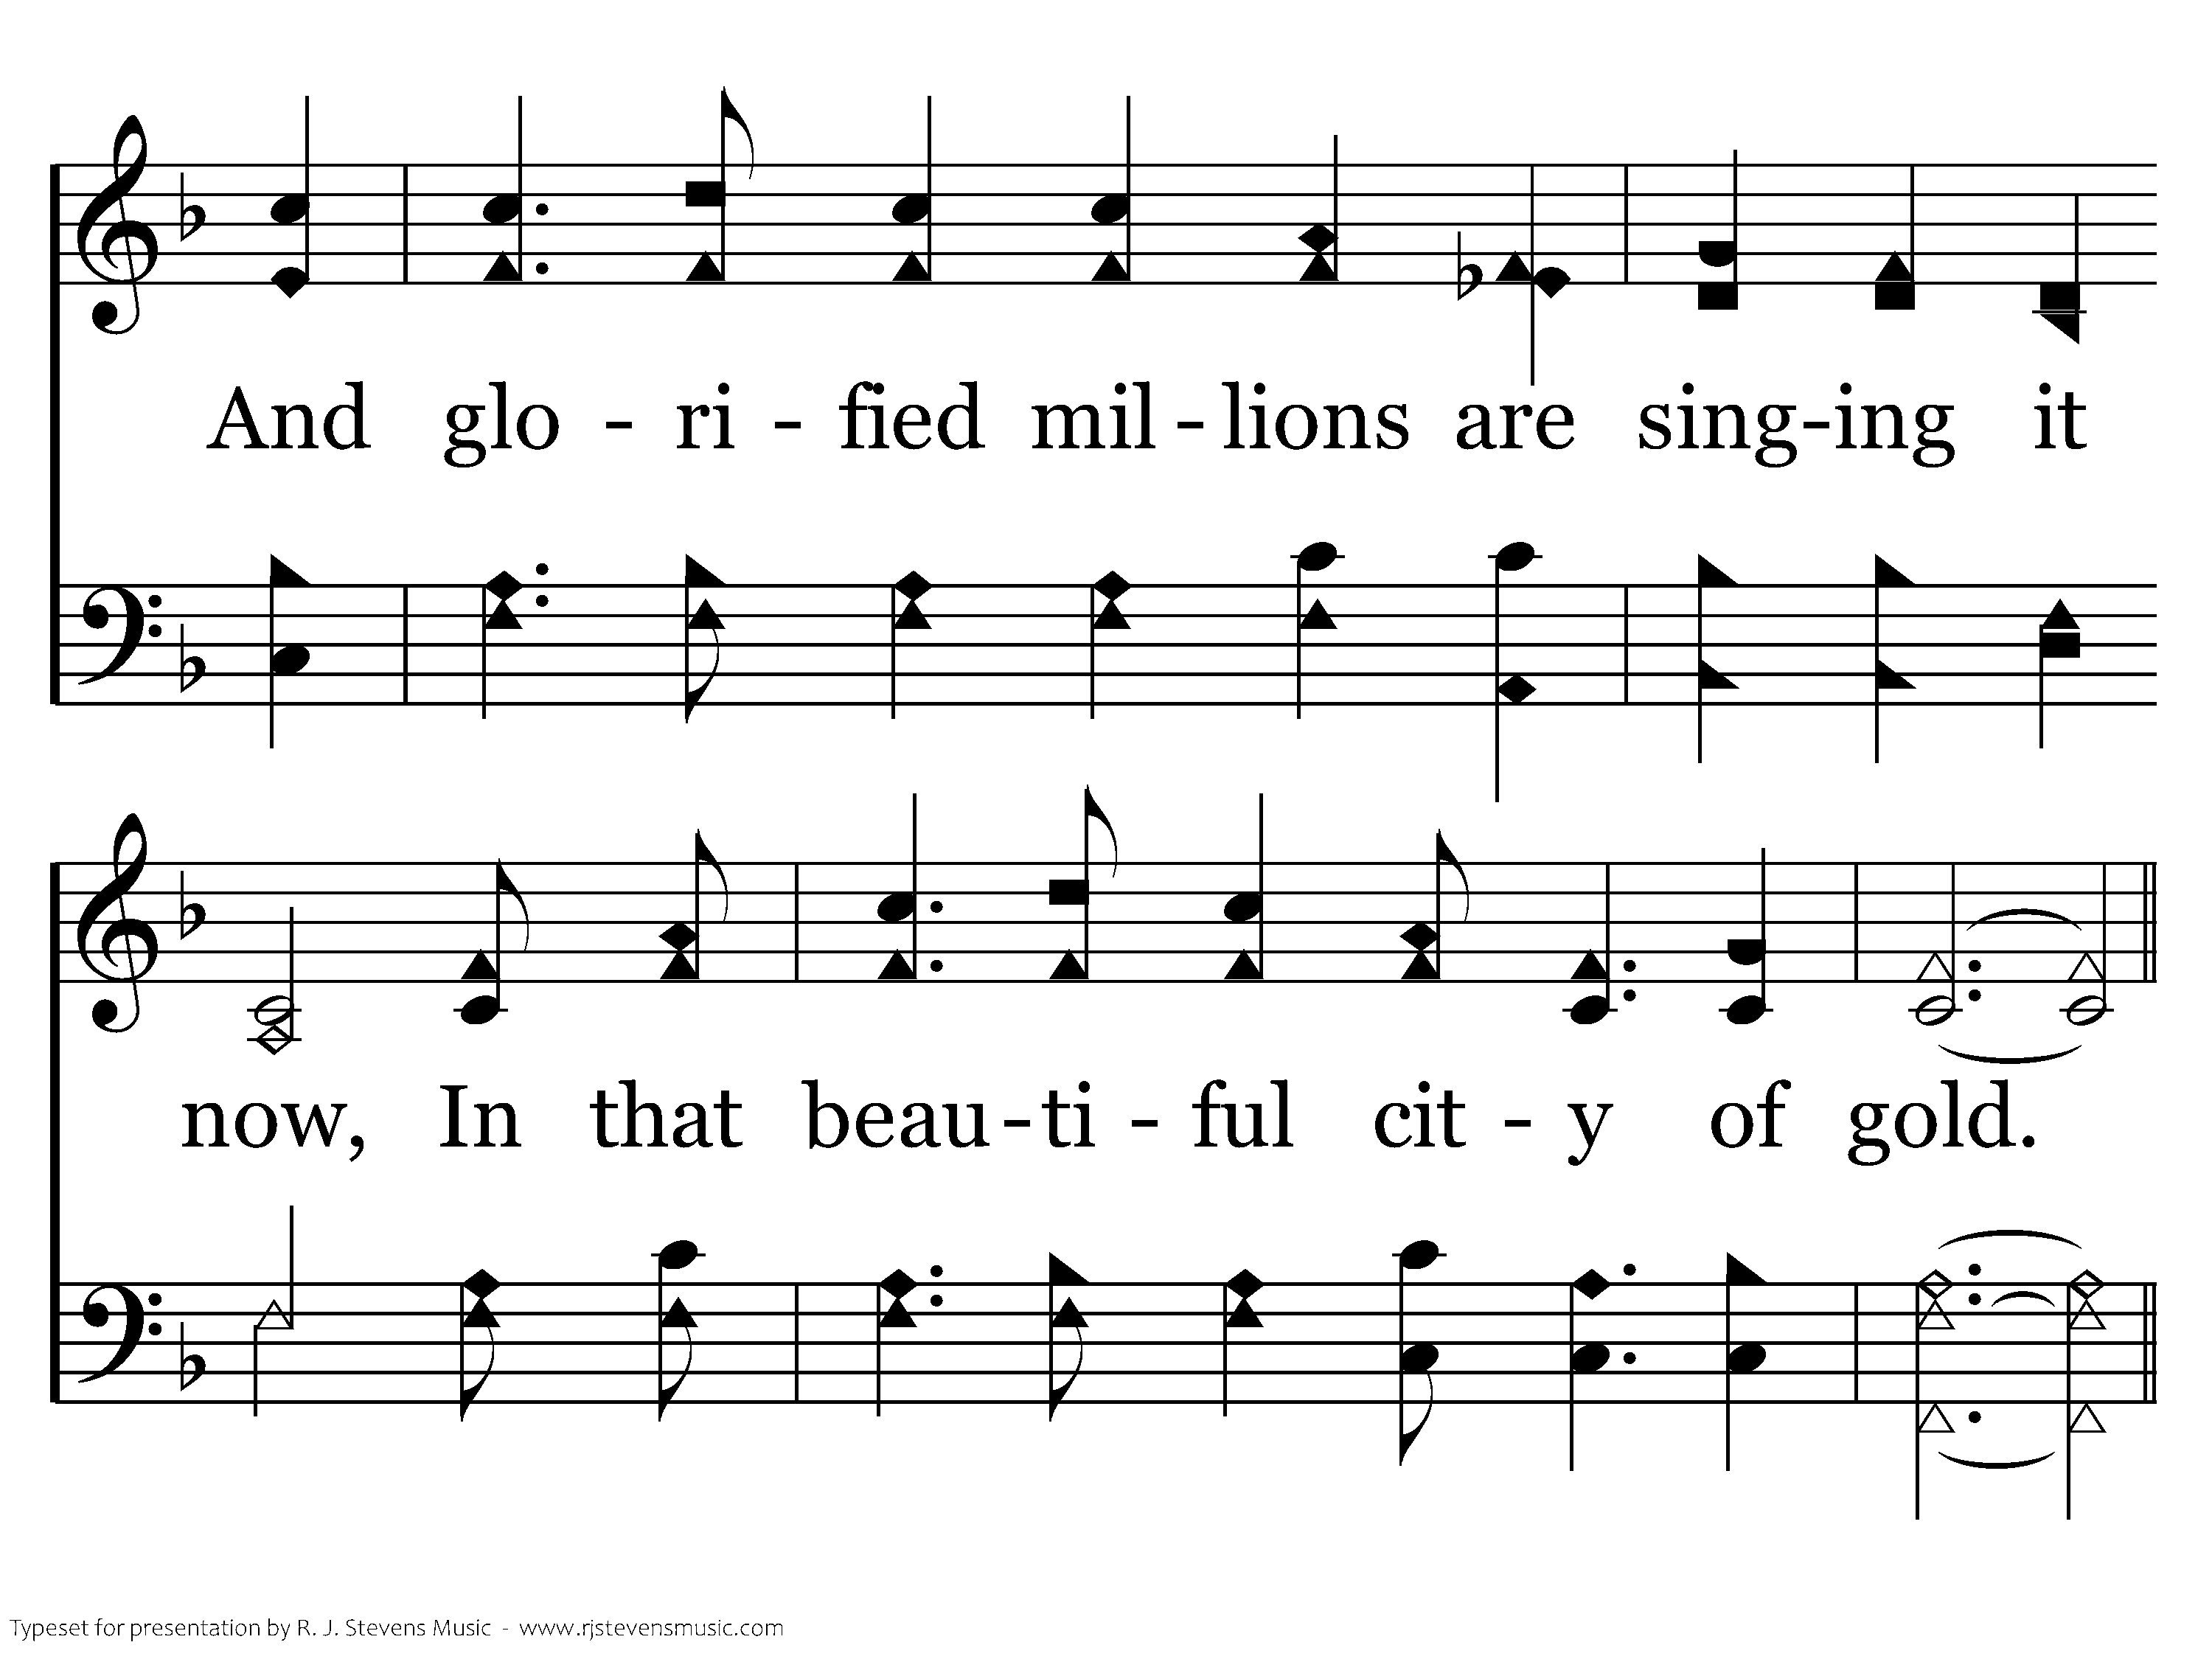 And glo - ri - fied mil - lions are sing-ing it
now, In that beau - ti - ful cit - y of gold.
Typeset for presentation by R. J. Stevens Music - www.rjstevensmusic.com